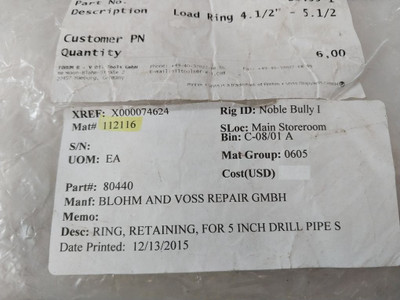 Part No.
Description Load Ring 4.1/2" - 5.1/2
Customer PN
Quantity 6,00
XREF: X000074624 Rig ID: Noble Bully I
Mat# 112116 SLoc: Main Storeroom
Bin: C-08/01 A
S/N:
UOM: EA Mat Group: 0605
Cost(USD)
Part#: 80440
Manf: BLOHM AND VOSS REPAIR GMBH
Memo:
Desc: RING, RETAINING, FOR 5 INCH DRILL PIPE S
Date Printed: 12/13/2015